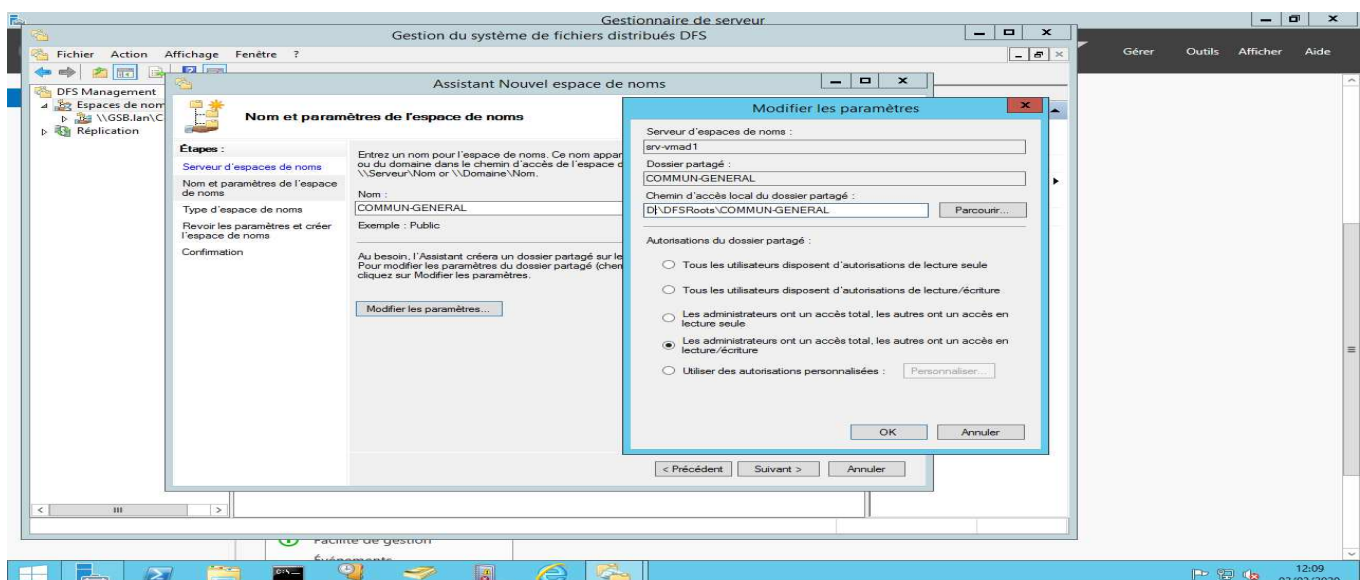 Gestionnaire de serveur
Gestion du système de fichiers distribués DFS
Gérer Outils Afficher Aide
Fichier Action Affichage Fenêtre ?
DFS Management
Espaces de nom
\\GSB.lan\C
Réplication
Assistant Nouvel espace de noms
Nom et paramètres de l'espace de noms
Étapes :
Serveur d'espaces de noms
Nom et paramètres de l'espace
de noms
Type d'espace de noms
Revoir les paramètres et créer
l'espace de noms
Confirmation
Entrez un nom pour l'espace de noms. Ce nom appar
ou du domaine dans le chemin d'accès de l'espace d
\\Serveur\Nom or \\Domaine\Nom.
Nom :
COMMUN-GENERAL
Exemple : Public
Au besoin, l'Assistant créera un dossier partagé sur le
Pour modifier les paramètres du dossier partagé (chem
cliquez sur Modifier les paramètres.
Modifier les paramètres...
< Précédent Suivant > Annuler
Modifier les paramètres
Serveur d'espaces de noms :
srv-vmad1
Dossier partagé :
COMMUN-GENERAL
Chemin d'accès local du dossier partagé :
D:\DFSRoots\COMMUN-GENERAL Parcourir...
Autorisations du dossier partagé :
Tous les utilisateurs disposent d'autorisations de lecture seule
Tous les utilisateurs disposent d'autorisations de lecture/écriture
Les administrateurs ont un accès total, les autres ont un accès en
lecture seule
Les administrateurs ont un accès total, les autres ont un accès en
lecture/écriture
Utiliser des autorisations personnalisées : Personnaliser...
OK Annuler
Facilité de gestion
Événements
12:09